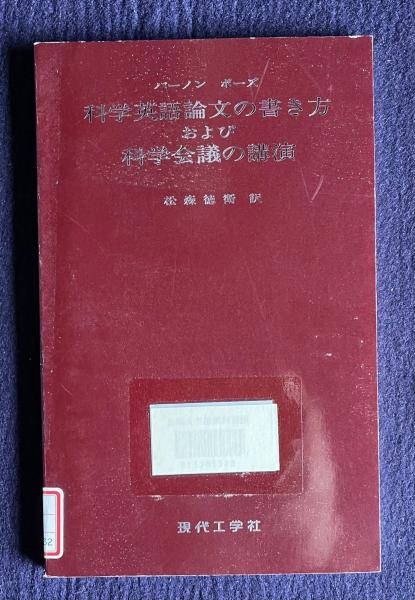 バーノン ボーズ
科学英語論文の書き方
および
科学会議の講演
松森徳衛 訳
現代工学社
32